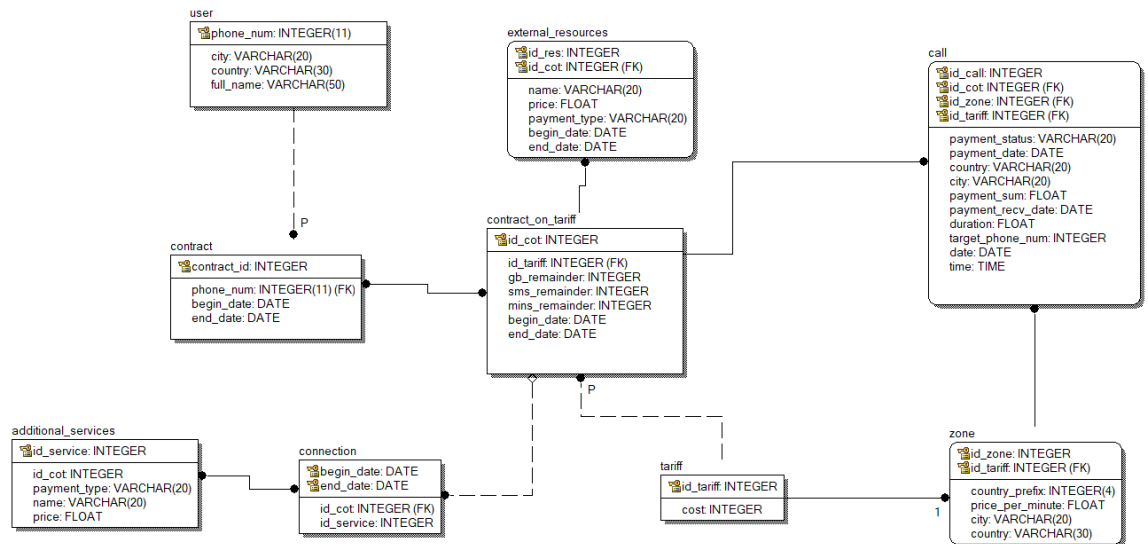 user
phone_num: INTEGER(11)
city: VARCHAR(20)
country: VARCHAR(30)
full_name: VARCHAR(50)
external_resources
id_res: INTEGER
id_cot: INTEGER (FK)
name: VARCHAR(20)
price: FLOAT
payment_type: VARCHAR(20)
begin_date: DATE
end_date: DATE
call
id_call: INTEGER
id_cot: INTEGER (FK)
id_zone: INTEGER (FK)
id_tariff: INTEGER (FK)
payment_status: VARCHAR(20)
payment_date: DATE
country: VARCHAR(20)
city: VARCHAR(20)
payment_sum: FLOAT
payment_recv_date: DATE
duration: FLOAT
target_phone_num: INTEGER
date: DATE
time: TIME
P
contract
contract_id: INTEGER
phone_num: INTEGER(11) (FK)
begin_date: DATE
end_date: DATE
contract_on_tariff
id_cot: INTEGER
id_tariff: INTEGER (FK)
gb_remainder: INTEGER
sms_remainder: INTEGER
mins_remainder: INTEGER
begin_date: DATE
end_date: DATE
P
additional_services
id_service: INTEGER
id_cot: INTEGER
payment_type: VARCHAR(20)
name: VARCHAR(20)
price: FLOAT
connection
begin_date: DATE
end_date: DATE
id_cot: INTEGER (FK)
id_service: INTEGER
tariff
id_tariff: INTEGER
cost: INTEGER
1
zone
id_zone: INTEGER
id_tariff: INTEGER (FK)
country_prefix: INTEGER(4)
price_per_minute: FLOAT
city: VARCHAR(20)
country: VARCHAR(30)